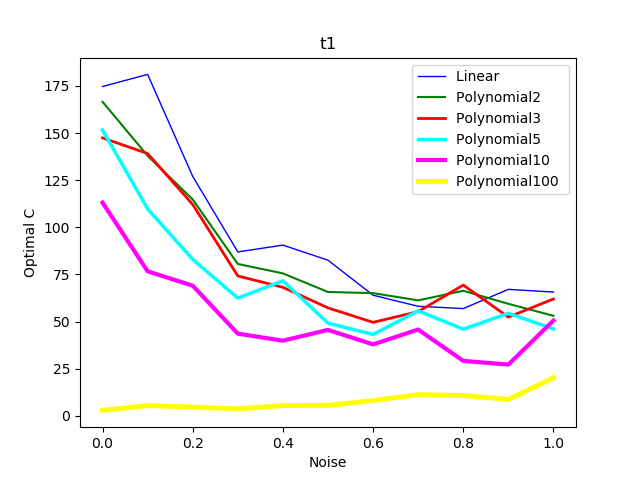 t1
Linear
Polynomial2
Polynomial3
Polynomial5
Polynomial10
Polynomial100
Optimal C
175
150
125
100
75
50
25
0
0.0 0.2 0.4 0.6 0.8 1.0
Noise